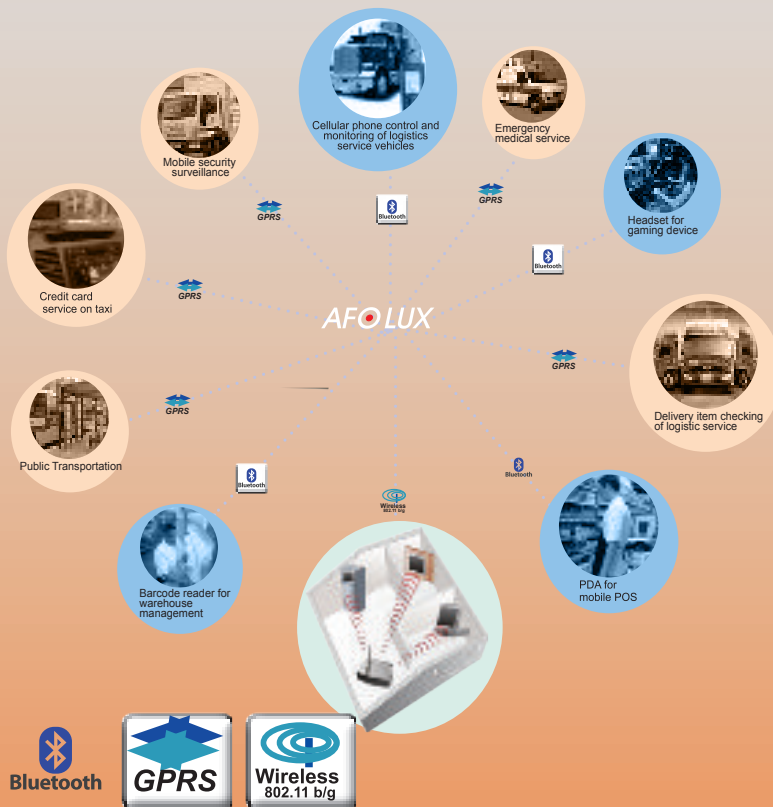 Cellular phone control and
monitoring of logistics
service vehicles
Emergency
medical service
Mobile security
surveillance
Bluetooth
GPRS
GPRS
Headset for
gaming device
Bluetooth
Credit card
service on taxi
GPRS
AFOLUX
GPRS
Delivery item checking
of logistic service
GPRS
Public Transportation
Bluetooth
Bluetooth
Wireless
802.11 b/g
Barcode reader for
warehouse
management
PDA for
mobile POS
Bluetooth
GPRS
Wireless
802.11 b/g